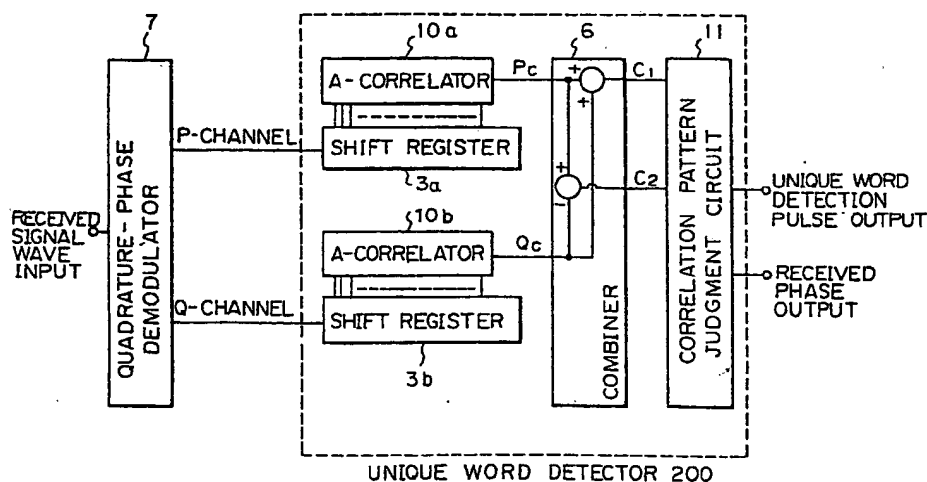 7
10a
6
11
A-CORRELATOR
Pc
+
+
C1
P-CHANNEL
SHIFT REGISTER
3a
+
-
C2
RECEIVED
SIGNAL
WAVE
INPUT
QUADRATURE-PHASE
DEMODULATOR
10b
A-CORRELATOR
Qc
Q-CHANNEL
SHIFT REGISTER
3b
COMBINER
CORRELATION PATTERN
JUDGMENT CIRCUIT
UNIQUE WORD
DETECTION
PULSE OUTPUT
RECEIVED
PHASE
OUTPUT
UNIQUE WORD DETECTOR 200